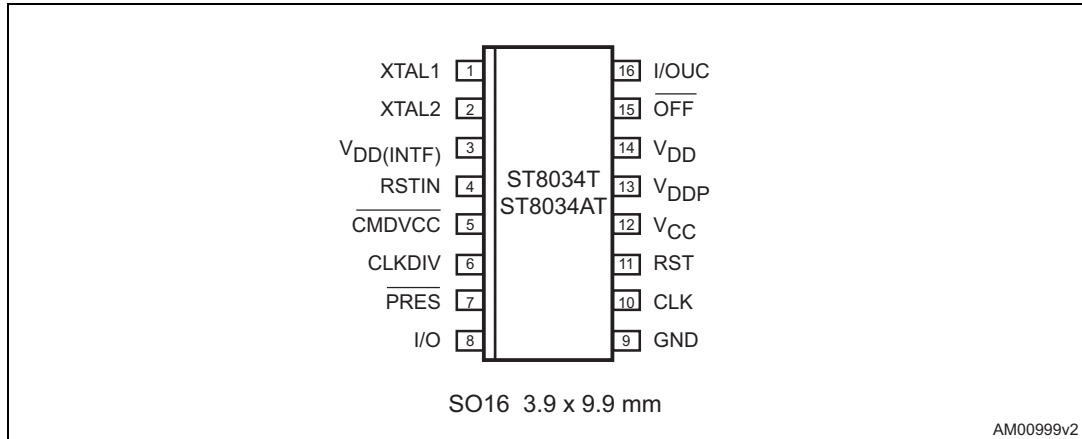 XTAL1 1
XTAL2 2
VDD(INTF) 3
RSTIN 4
CMDVCC 5
CLKDIV 6
PRES 7
I/O 8
ST8034T
ST8034AT
16 I/OUC
15 OFF
14 VDD
13 VDDP
12 VCC
11 RST
10 CLK
9 GND
SO16 3.9 x 9.9 mm
AM00999v2